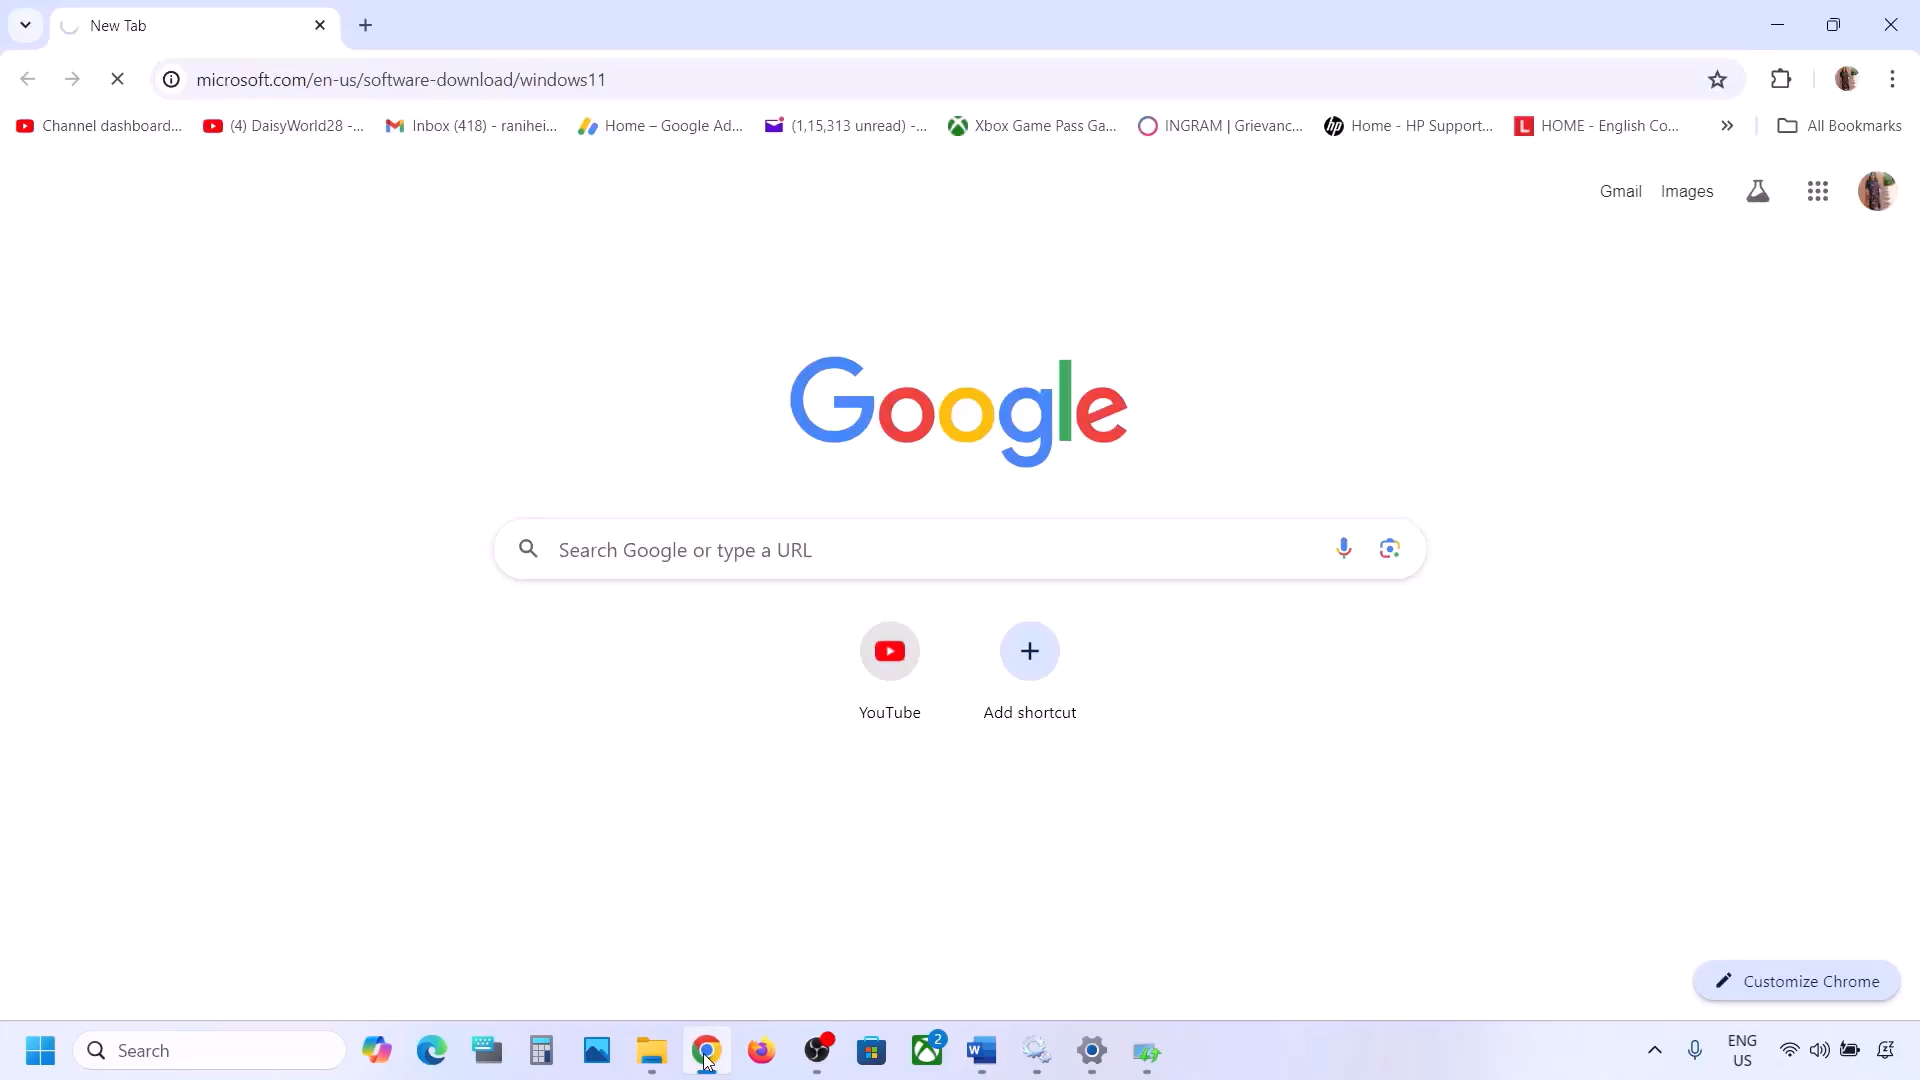 New Tab
microsoft.com/en-us/software-download/windows11
Channel dashboard... (4) DaisyWorld28 -... Inbox (418) - ranihei... Home – Google Ad... (1,15,313 unread) -... Xbox Game Pass Ga... INGRAM | Grievanc... hp Home - HP Support... L HOME - English Co... All Bookmarks
Gmail Images
Google
Search Google or type a URL
YouTube Add shortcut
Customize Chrome
Search 2 W ENG
US